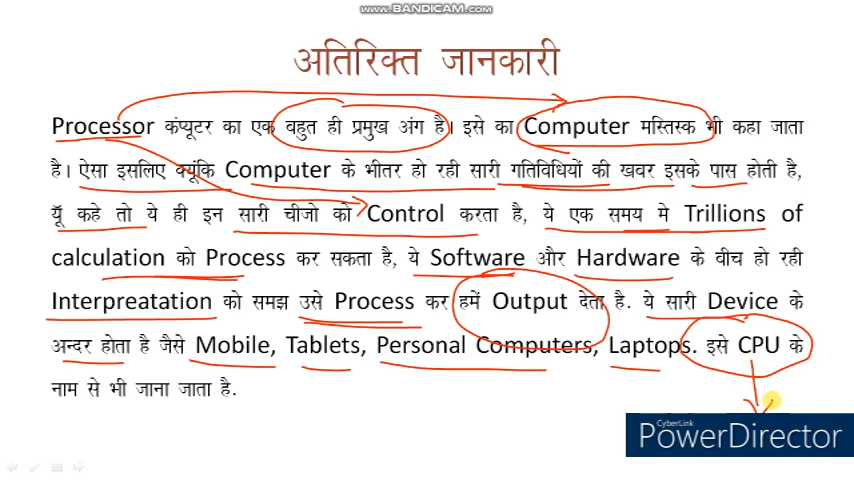 www.BANDICAM.com
अतिरिक्त जानकारी
Processor कंप्यूटर का एक वहुत ही प्रमुख अंग है। इसे का Computer मस्तिस्क भी कहा जाता
है। ऐसा इसलिए क्यूंकि Computer के भीतर हो रही सारी गतिविधियों की खवर इसके पास होती है,
यूँ कहे तो ये ही इन सारी चीजो को Control करता है, ये एक समय मे Trillions of
calculation को Process कर सकता है, ये Software और Hardware के वीच हो रही
Interpreatation को समझ उसे Process कर हमें Output देता है. ये सारी Device के
अन्दर होता है जैसे Mobile, Tablets, Personal Computers, Laptops. इसे CPU के
नाम से भी जाना जाता है.
CyberLink
PowerDirector